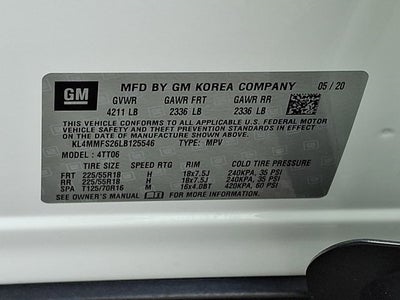 GM
MFD BY GM KOREA COMPANY 05/20
GVWR GAWR FRT GAWR RR
4211 LB 2336 LB 2336 LB
THIS VEHICLE CONFORMS TO ALL APPLICABLE U.S. FEDERAL MOTOR
VEHICLE SAFETY STANDARDS IN EFFECT ON THE DATE OF MANUFACTURE SHOWN ABOVE.
KL4MMFS26LB125546 TYPE: MPV
MODEL : 4TT06
TIRE SIZE SPEED RTG RIM COLD TIRE PRESSURE
FRT 225/55R18 H 18x7.5J 240KPA, 35 PSI
RR 225/55R18 H 18x7.5J 240KPA, 35 PSI
SPA T125/70R16 M 16x4.0BT 420KPA, 60 PSI
SEE OWNER'S MANUAL FOR MORE INFORMATION.